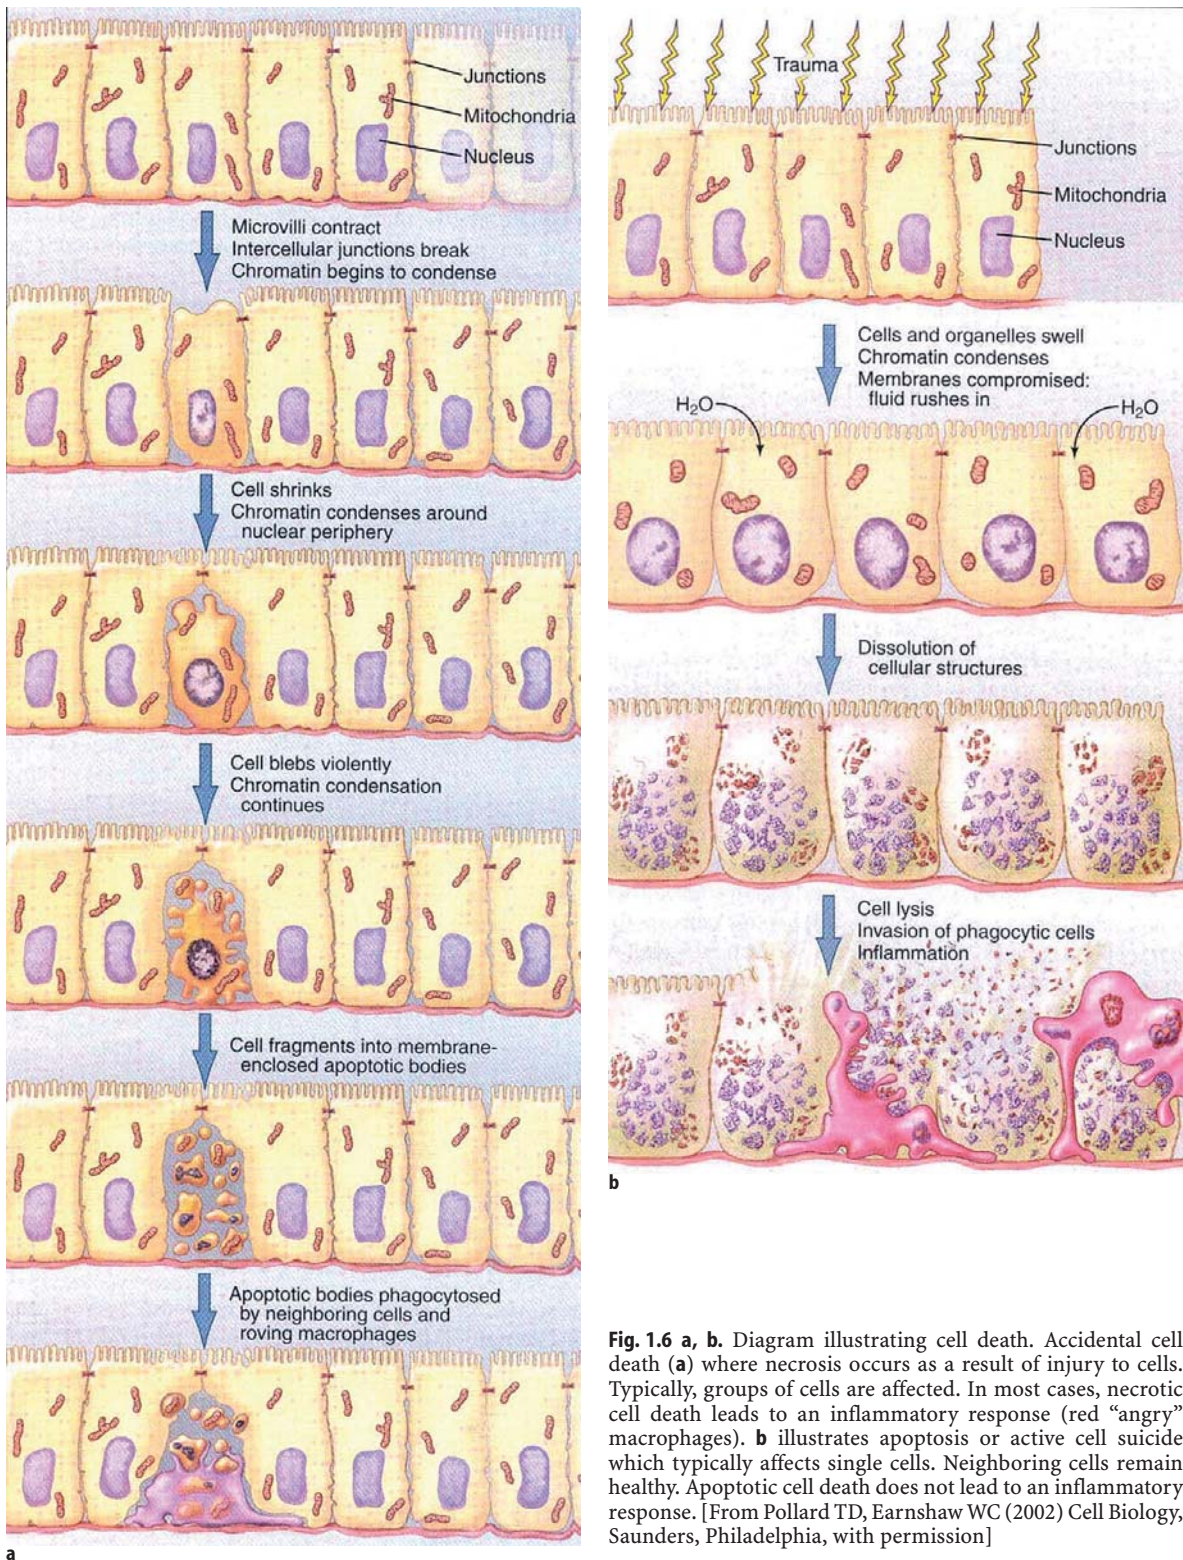 Junctions
Mitochondria
Nucleus
Microvilli contract
Intercellular junctions break
Chromatin begins to condense
Cell shrinks
Chromatin condenses around
nuclear periphery
Cell blebs violently
Chromatin condensation
continues
Cell fragments into membrane-
enclosed apoptotic bodies
Apoptotic bodies phagocytosed
by neighboring cells and
roving macrophages
a
Trauma
Junctions
Mitochondria
Nucleus
Cells and organelles swell
Chromatin condenses
Membranes compromised:
fluid rushes in
H2O
H2O
Dissolution of
cellular structures
Cell lysis
Invasion of phagocytic cells
Inflammation
b
Fig. 1.6 a, b. Diagram illustrating cell death. Accidental cell
death (a) where necrosis occurs as a result of injury to cells.
Typically, groups of cells are affected. In most cases, necrotic
cell death leads to an inflammatory response (red “angry”
macrophages). b illustrates apoptosis or active cell suicide
which typically affects single cells. Neighboring cells remain
healthy. Apoptotic cell death does not lead to an inflammatory
response. [From Pollard TD, Earnshaw WC (2002) Cell Biology,
Saunders, Philadelphia, with permission]